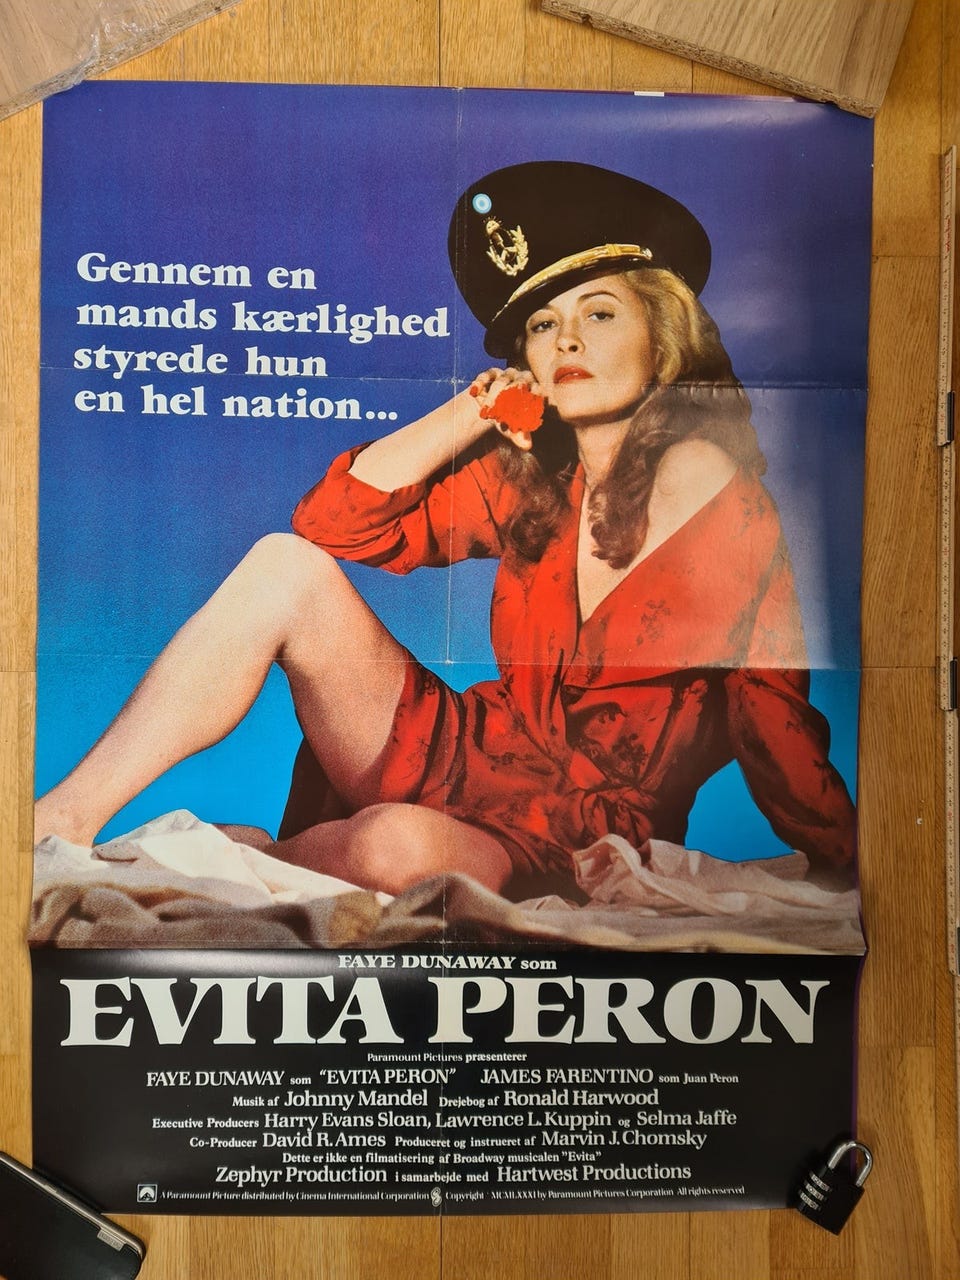 Gennem en
mands kærlighed
styrede hun
en hel nation...
FAYE DUNAWAY som
EVITA PERON
Paramount Pictures præsenterer
FAYE DUNAWAY som "EVITA PERON" JAMES FARENTINO som Juan Peron
Musik af Johnny Mandel Drejebog af Ronald Harwood
Executive Producers Harry Evans Sloan, Lawrence L. Kuppin og Selma Jaffe
Co-Producer David R. Ames Produceret og instrueret af Marvin J. Chomsky
Dette er ikke en filmatisering af Broadway musicalen "Evita"
Zephyr Production i samarbejde med Hartwest Productions
A Paramount Picture distributed by Cinema International Corporation Copyright MCMLXXXI by Paramount Pictures Corporation All rights reserved